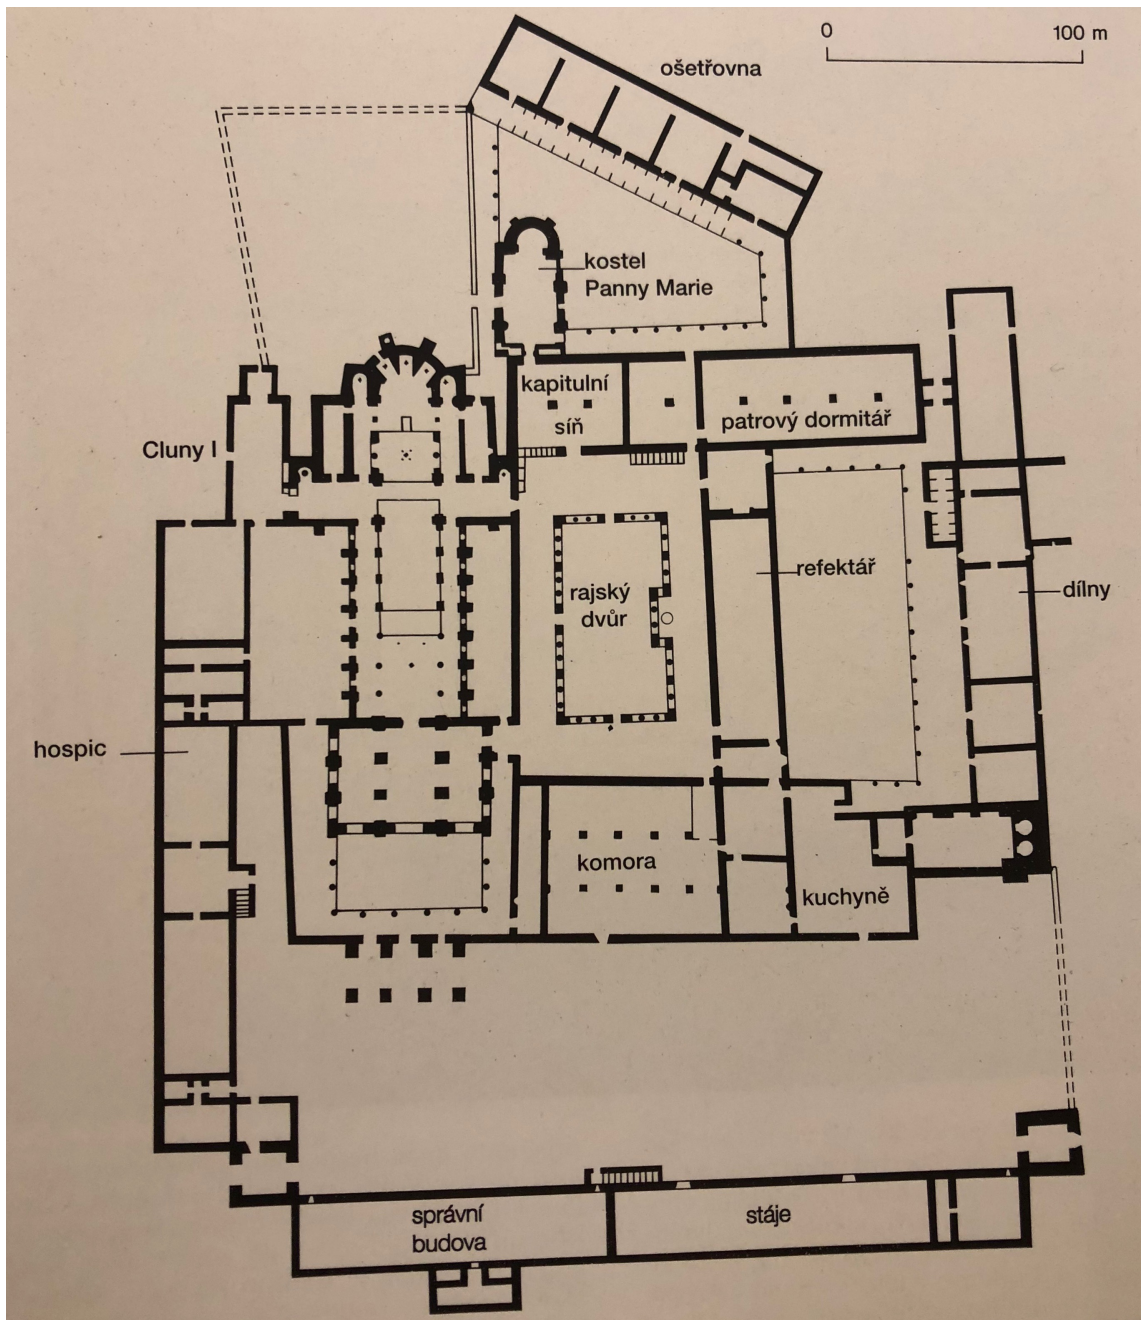 0
100 m
ošetřovna
kostel
Panny Marie
kapitulní
síň
patrový dormitář
Cluny I
rajský
dvůr
refektář
dílny
hospic
komora
kuchyně
správní
budova
stáje